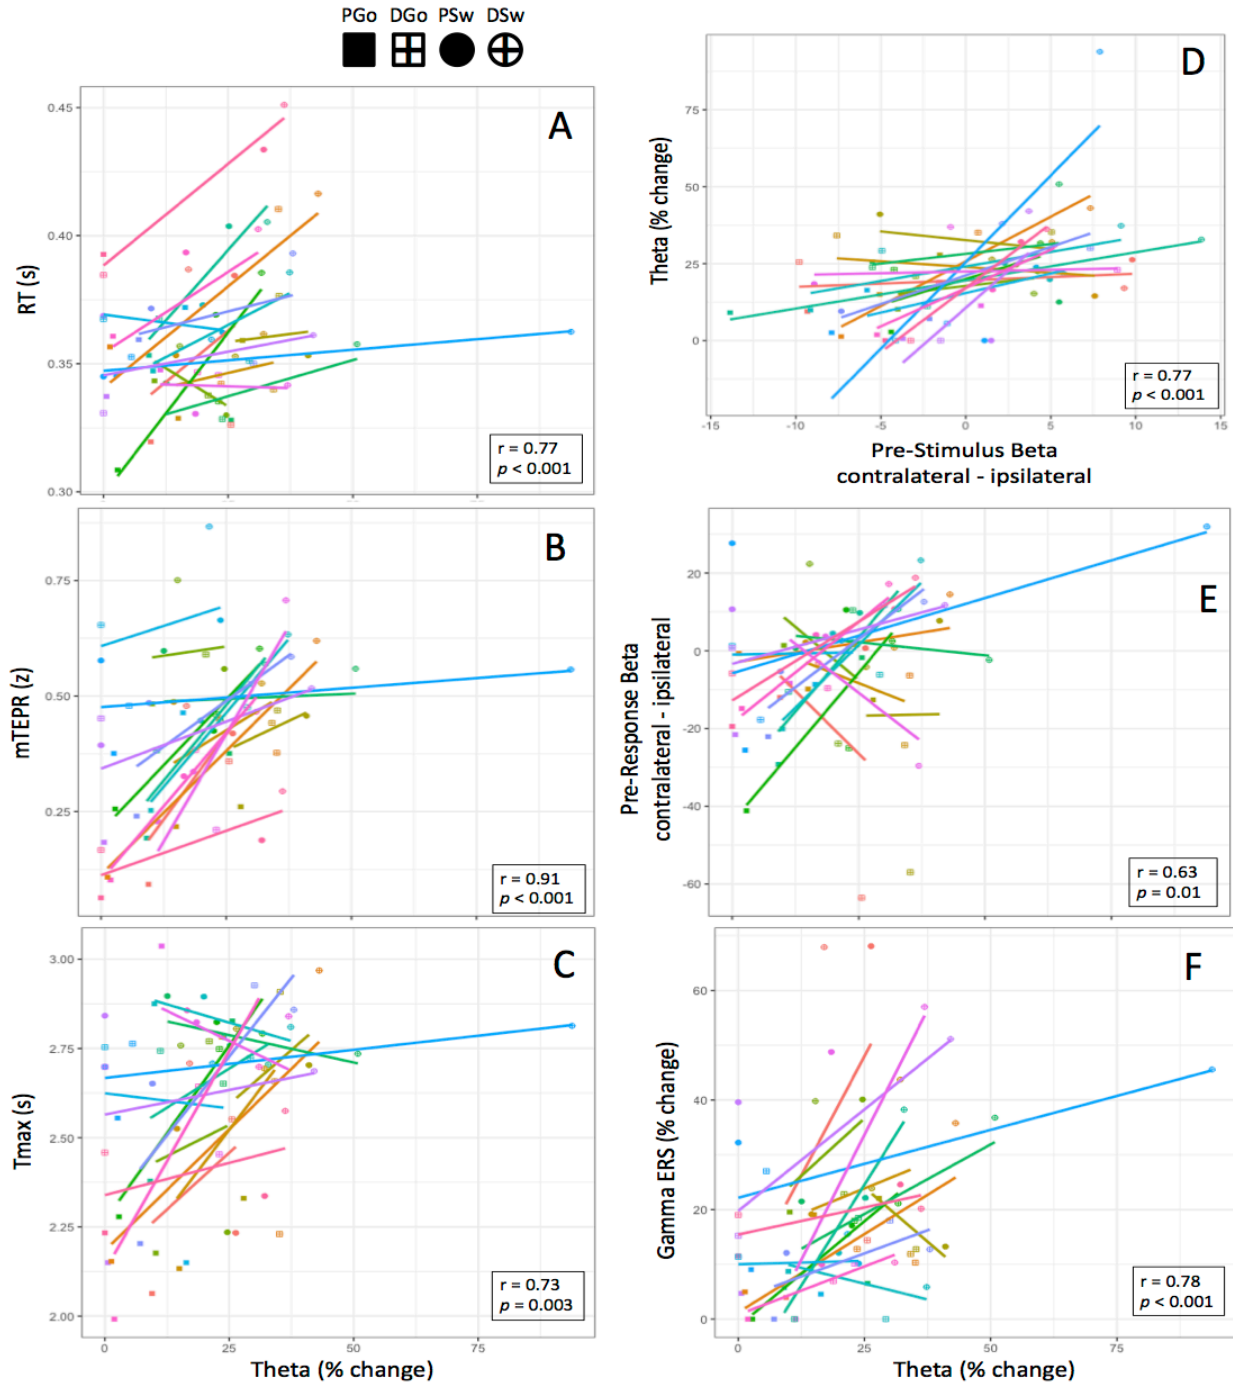 PGo DGo PSw DSw
A
0.45
0.40
0.35
0.30
RT (s)
r = 0.77
p < 0.001
B
0.75
0.50
0.25
mTEPR (z)
r = 0.91
p < 0.001
C
3.00
2.75
2.50
2.25
2.00
Tmax (s)
r = 0.73
p = 0.003
0 25 50 75
Theta (% change)
D
75
50
25
0
Theta (% change)
r = 0.77
p < 0.001
-15 -10 -5 0 5 10 15
Pre-Stimulus Beta
contralateral - ipsilateral
E
20
0
-20
-40
-60
Pre-Response Beta
contralateral - ipsilateral
r = 0.63
p = 0.01
F
60
40
20
0
Gamma ERS (% change)
r = 0.78
p < 0.001
0 25 50 75
Theta (% change)